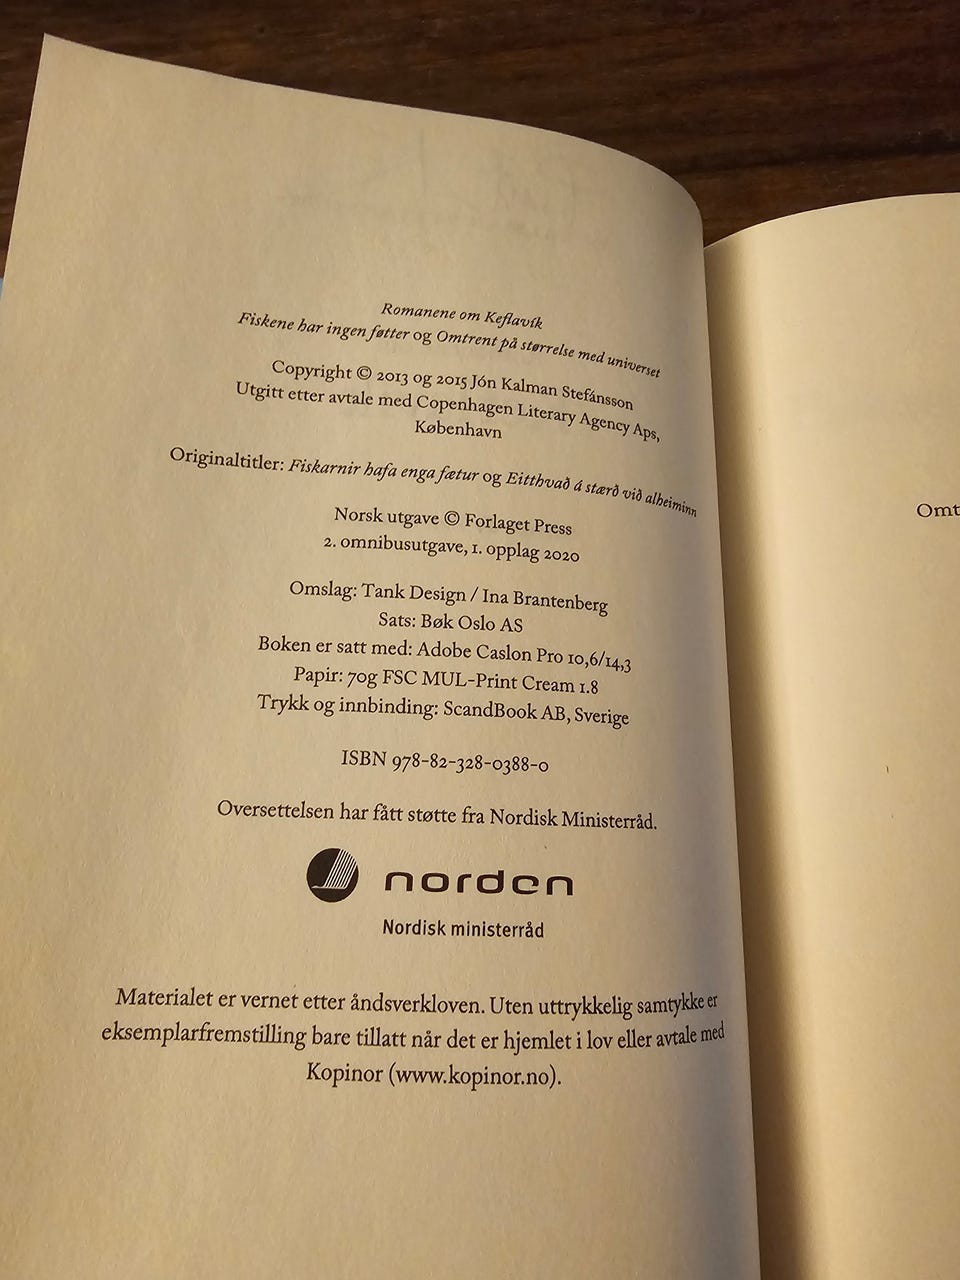 Romanene om Keflavík
Fiskene har ingen føtter og Omtrent på størrelse med universet
Copyright © 2013 og 2015 Jón Kalman Stefánsson
Utgitt etter avtale med Copenhagen Literary Agency Aps,
København
Originaltitler: Fiskarnir hafa enga fætur og Eitthvað á stærð við alheiminn
Norsk utgave © Forlaget Press
2. omnibusutgave, 1. opplag 2020
Omslag: Tank Design / Ina Brantenberg
Sats: Bøk Oslo AS
Boken er satt med: Adobe Caslon Pro 10,6/14,3
Papir: 70g FSC MUL-Print Cream 1.8
Trykk og innbinding: ScandBook AB, Sverige
ISBN 978-82-328-0388-0
Oversettelsen har fått støtte fra Nordisk Ministerråd.
norden
Nordisk ministerråd
Materialet er vernet etter åndsverkloven. Uten uttrykkelig samtykke er
eksemplarfremstilling bare tillatt når det er hjemlet i lov eller avtale med
Kopinor (www.kopinor.no).
Omt